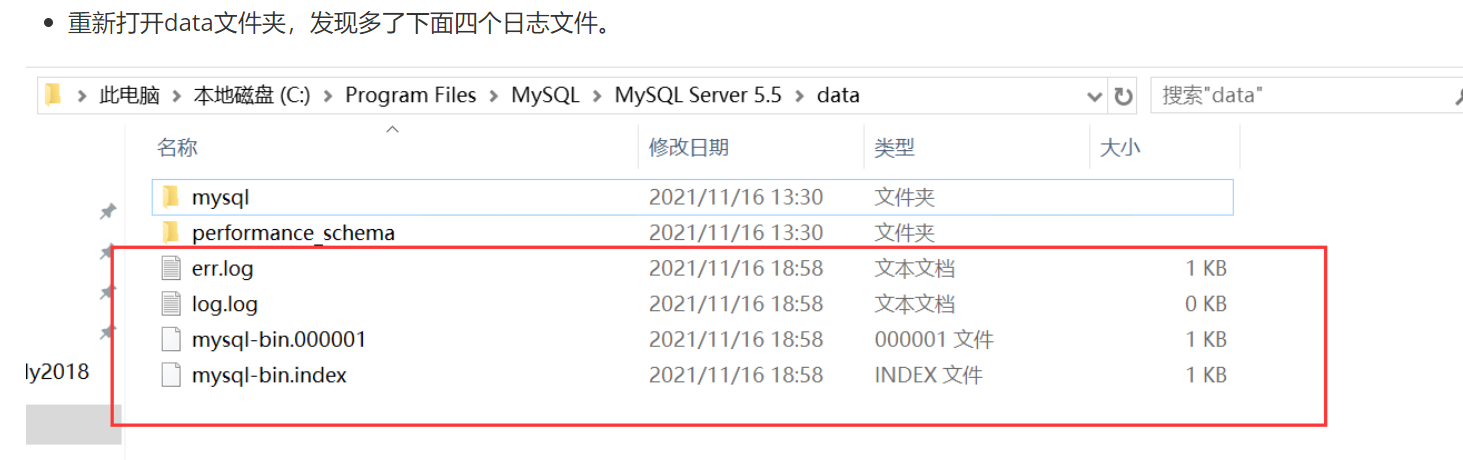 重新打开data文件夹，发现多了下面四个日志文件。
此电脑 > 本地磁盘 (C:) > Program Files > MySQL > MySQL Server 5.5 > data 搜索"data"
名称 修改日期 类型 大小
mysql 2021/11/16 13:30 文件夹
performance_schema 2021/11/16 13:30 文件夹
err.log 2021/11/16 18:58 文本文档 1 KB
log.log 2021/11/16 18:58 文本文档 0 KB
mysql-bin.000001 2021/11/16 18:58 000001 文件 1 KB
ly2018
mysql-bin.index 2021/11/16 18:58 INDEX 文件 1 KB